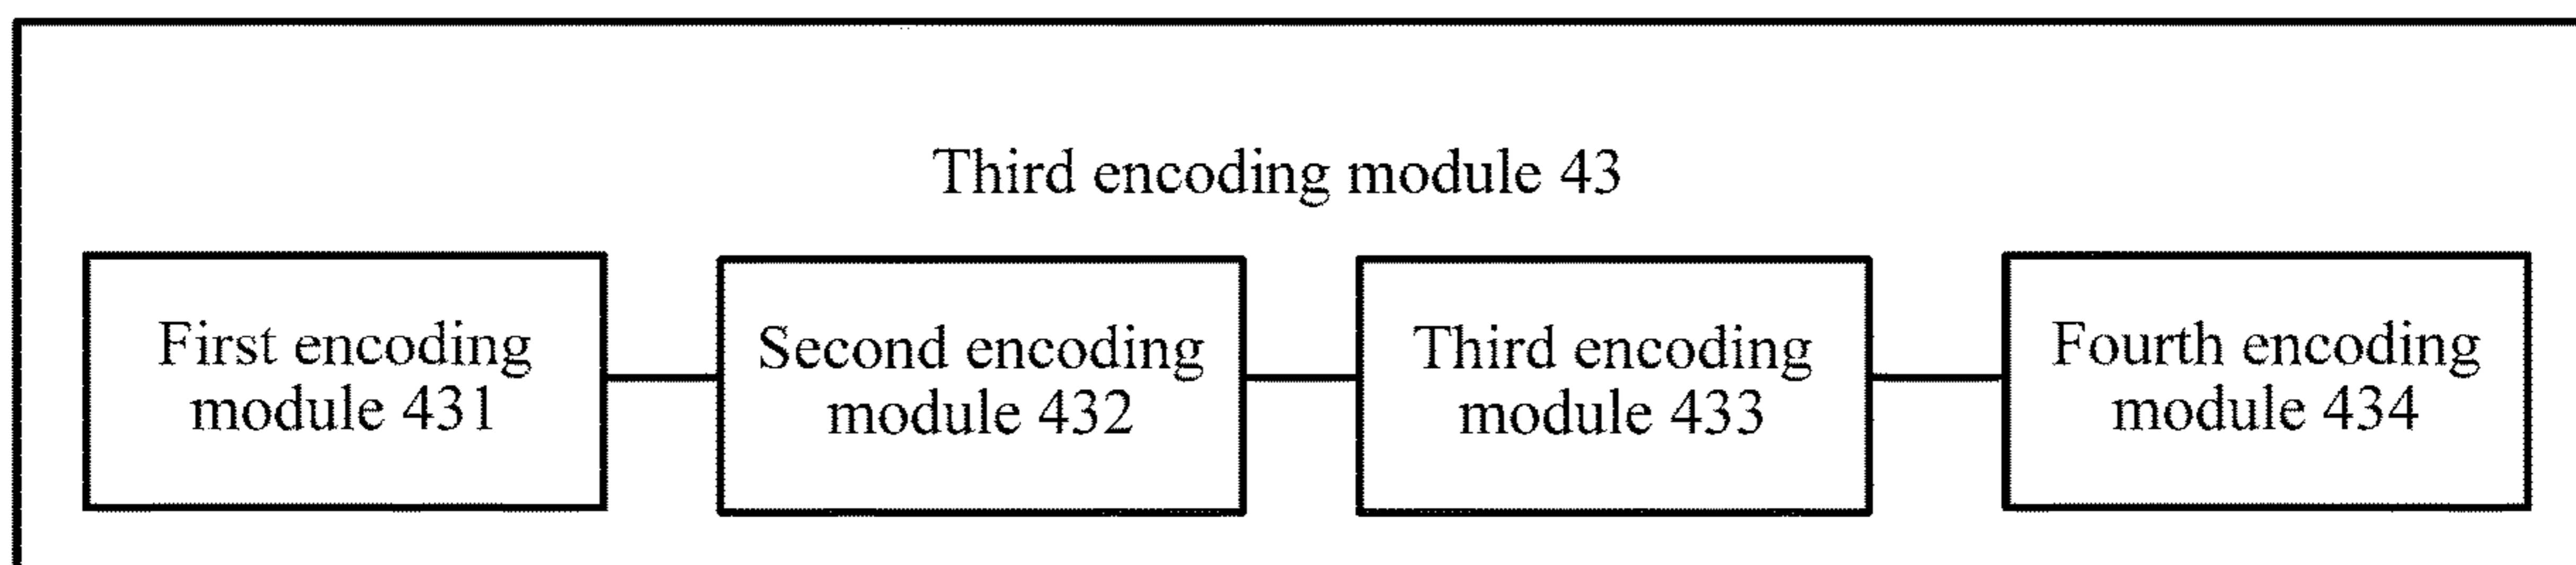 Third encoding module 43
First encoding
module 431
Second encoding
module 432
Third encoding
module 433
Fourth encoding
module 434